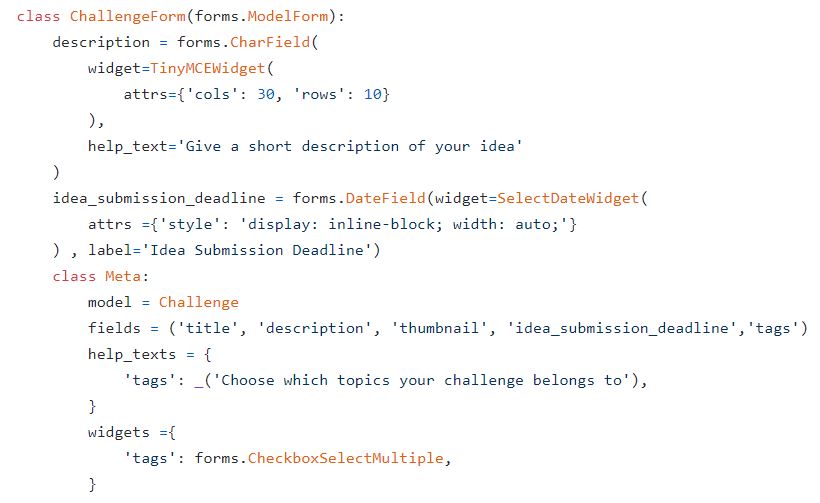 class ChallengeForm(forms.ModelForm):
    description = forms.CharField(
        widget=TinyMCEWidget(
            attrs={'cols': 30, 'rows': 10}
        ),
        help_text='Give a short description of your idea'
    )
    idea_submission_deadline = forms.DateField(widget=SelectDateWidget(
        attrs ={'style': 'display: inline-block; width: auto;'}
    ) , label='Idea Submission Deadline')
    class Meta:
        model = Challenge
        fields = ('title', 'description', 'thumbnail', 'idea_submission_deadline','tags')
        help_texts = {
            'tags': _('Choose which topics your challenge belongs to'),
        }
        widgets ={
            'tags': forms.CheckboxSelectMultiple,
        }